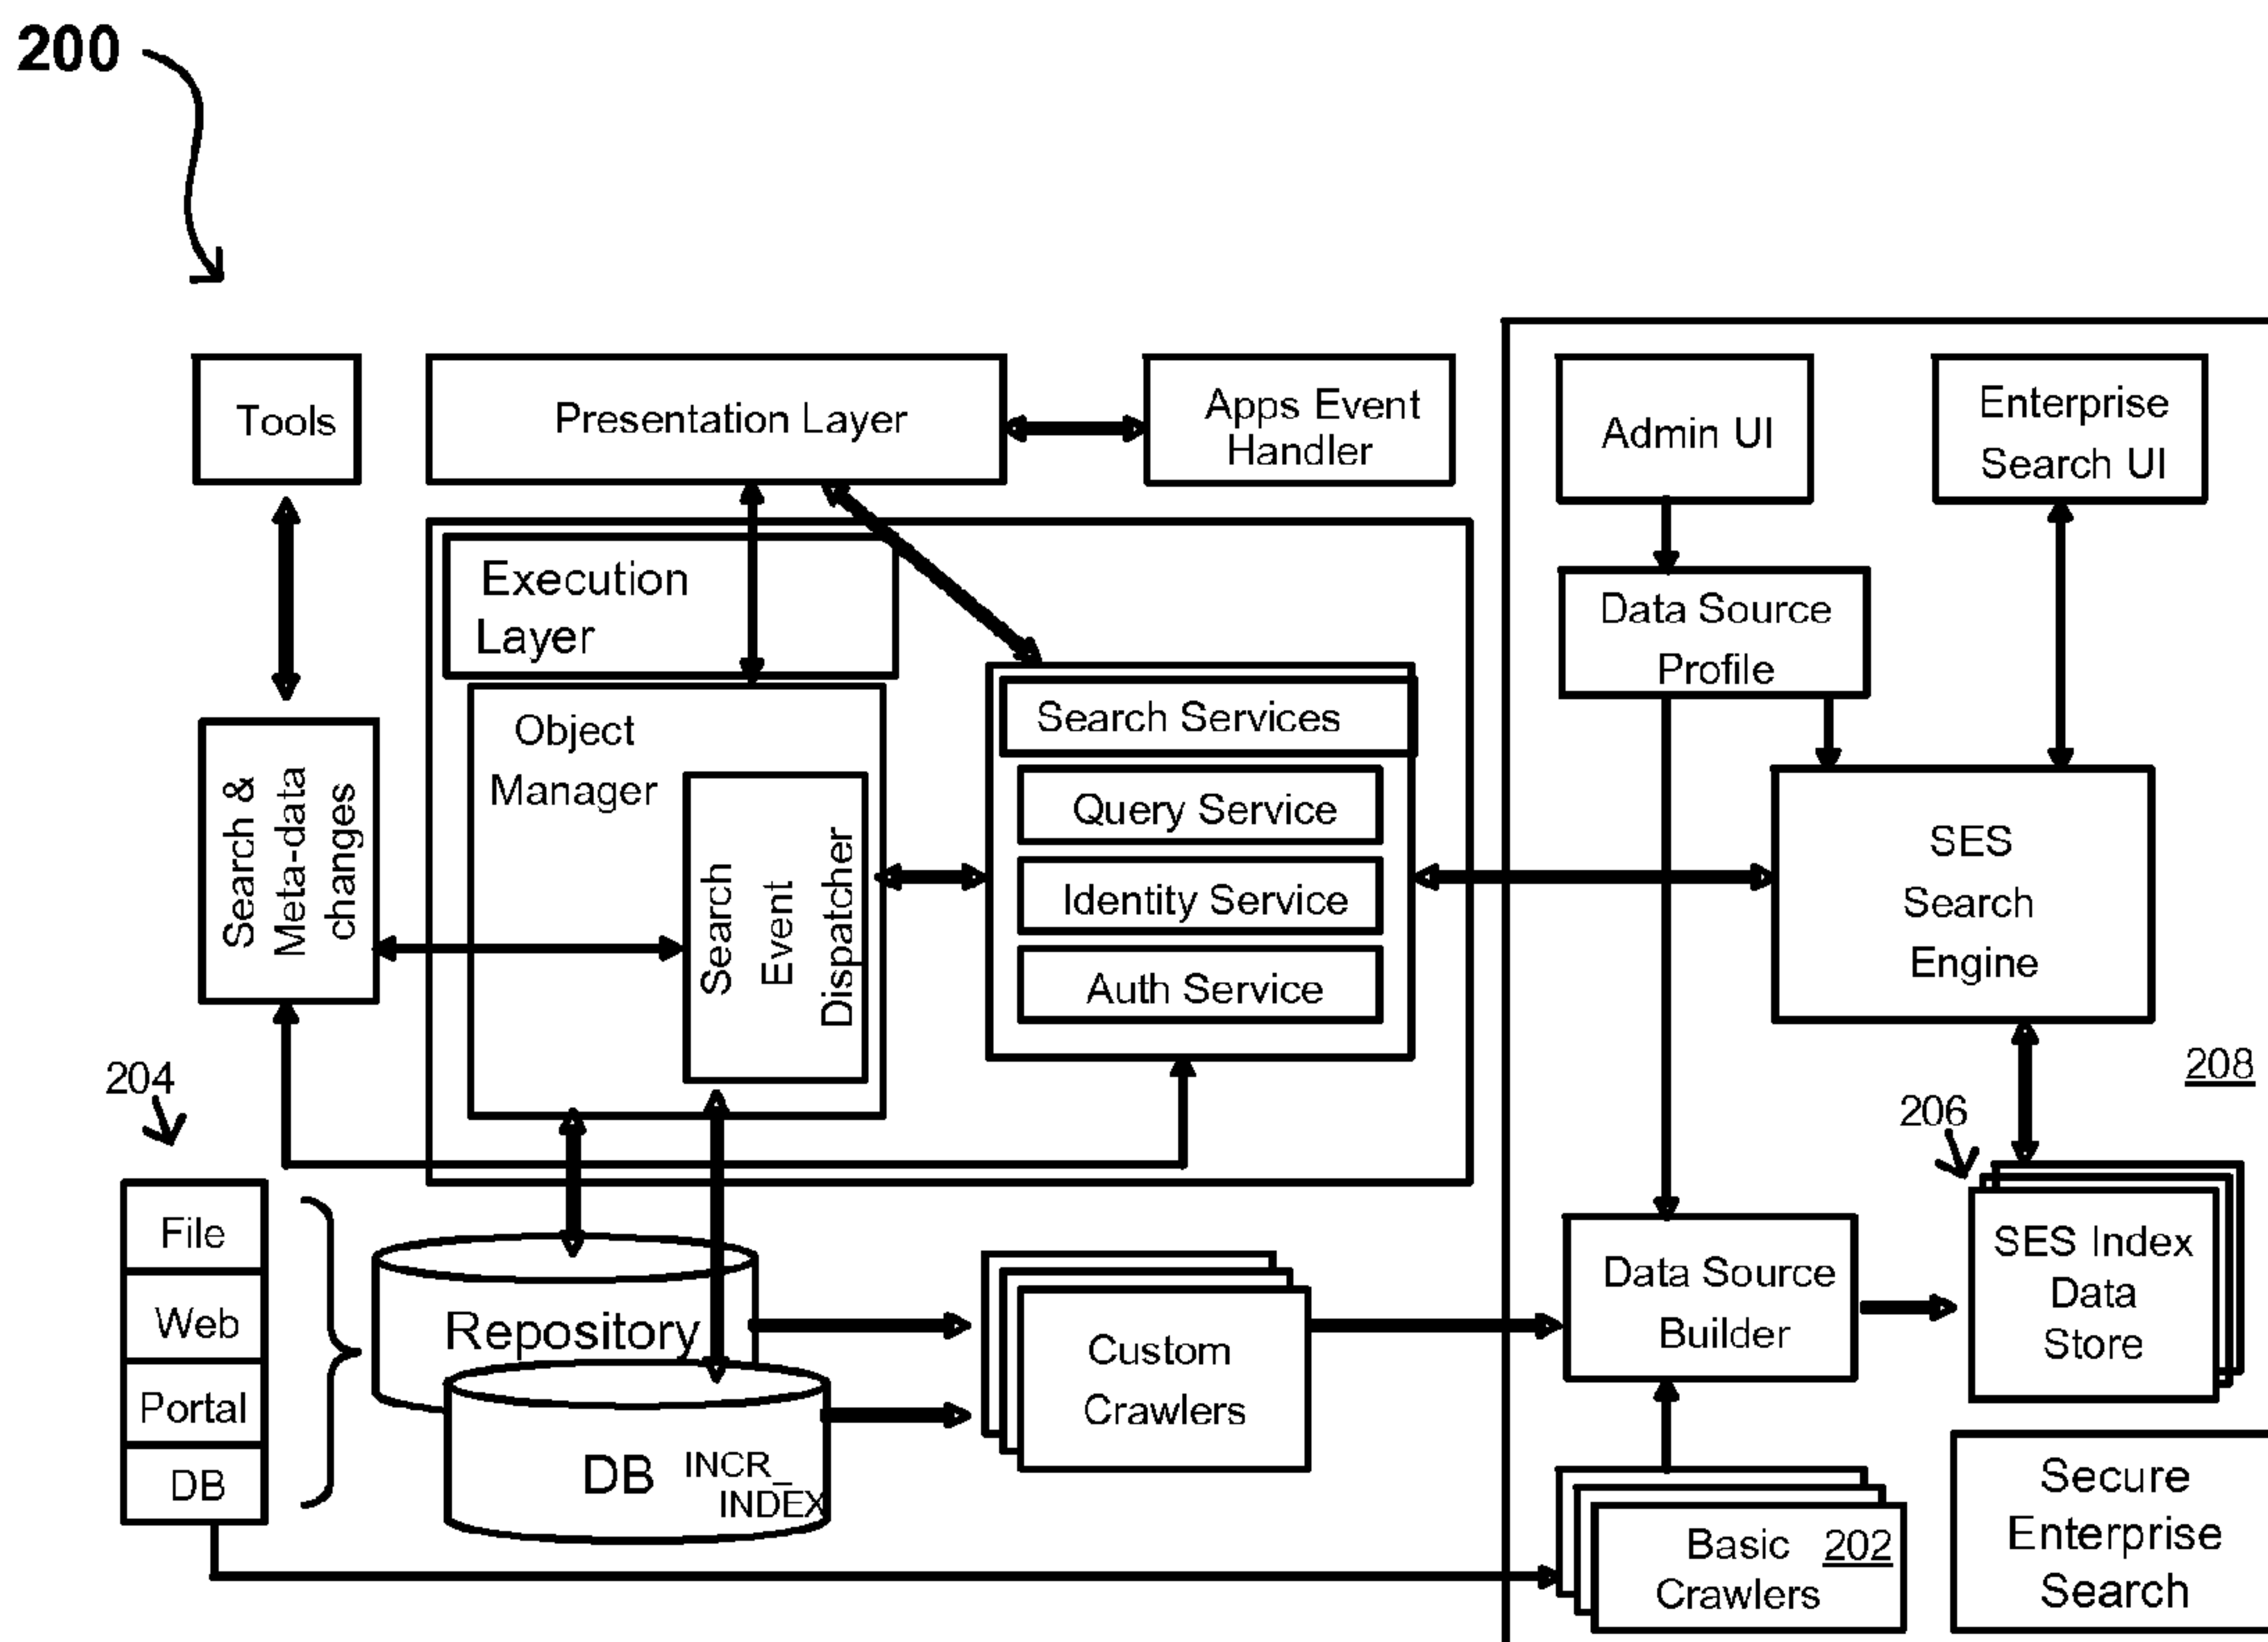 200
Tools
Presentation Layer
Apps Event
Handler
Admin UI
Enterprise
Search UI
Execution
Layer
Data Source
Profile
Object
Manager
Search
Event
Dispatcher
Search Services
Query Service
Identity Service
Auth Service
Search &
Meta-data
changes
SES
Search
Engine
208
204
206
File
Web
Portal
DB
Repository
DB
INCR_
INDEX
Custom
Crawlers
Data Source
Builder
SES Index
Data
Store
Basic
Crawlers
202
Secure
Enterprise
Search